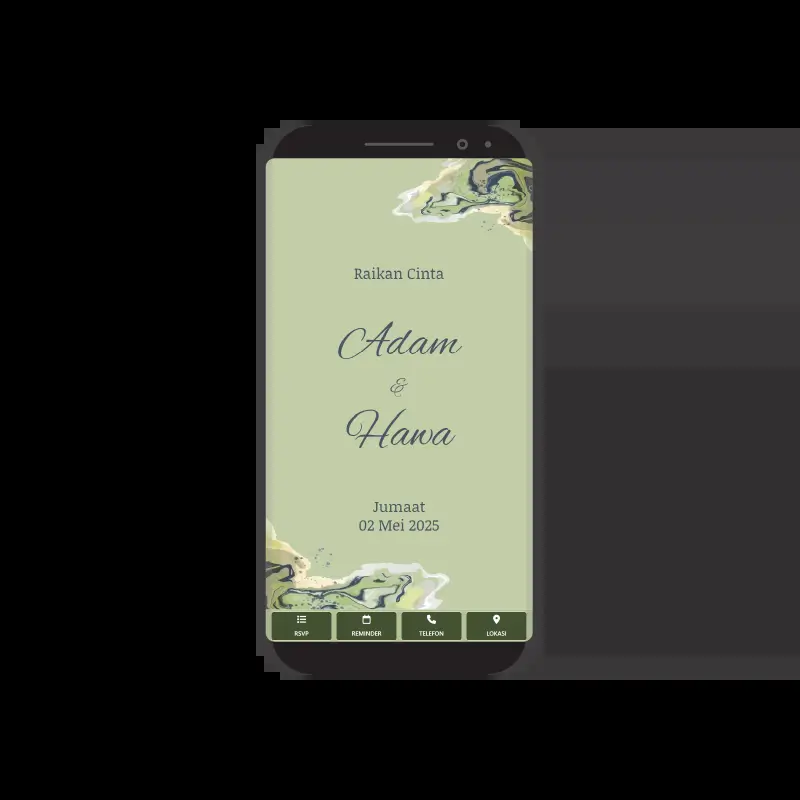 Raikan Cinta
Adam
&
Hawa
Jumaat
02 Mei 2025
RSVP REMINDER TELEFON LOKASI